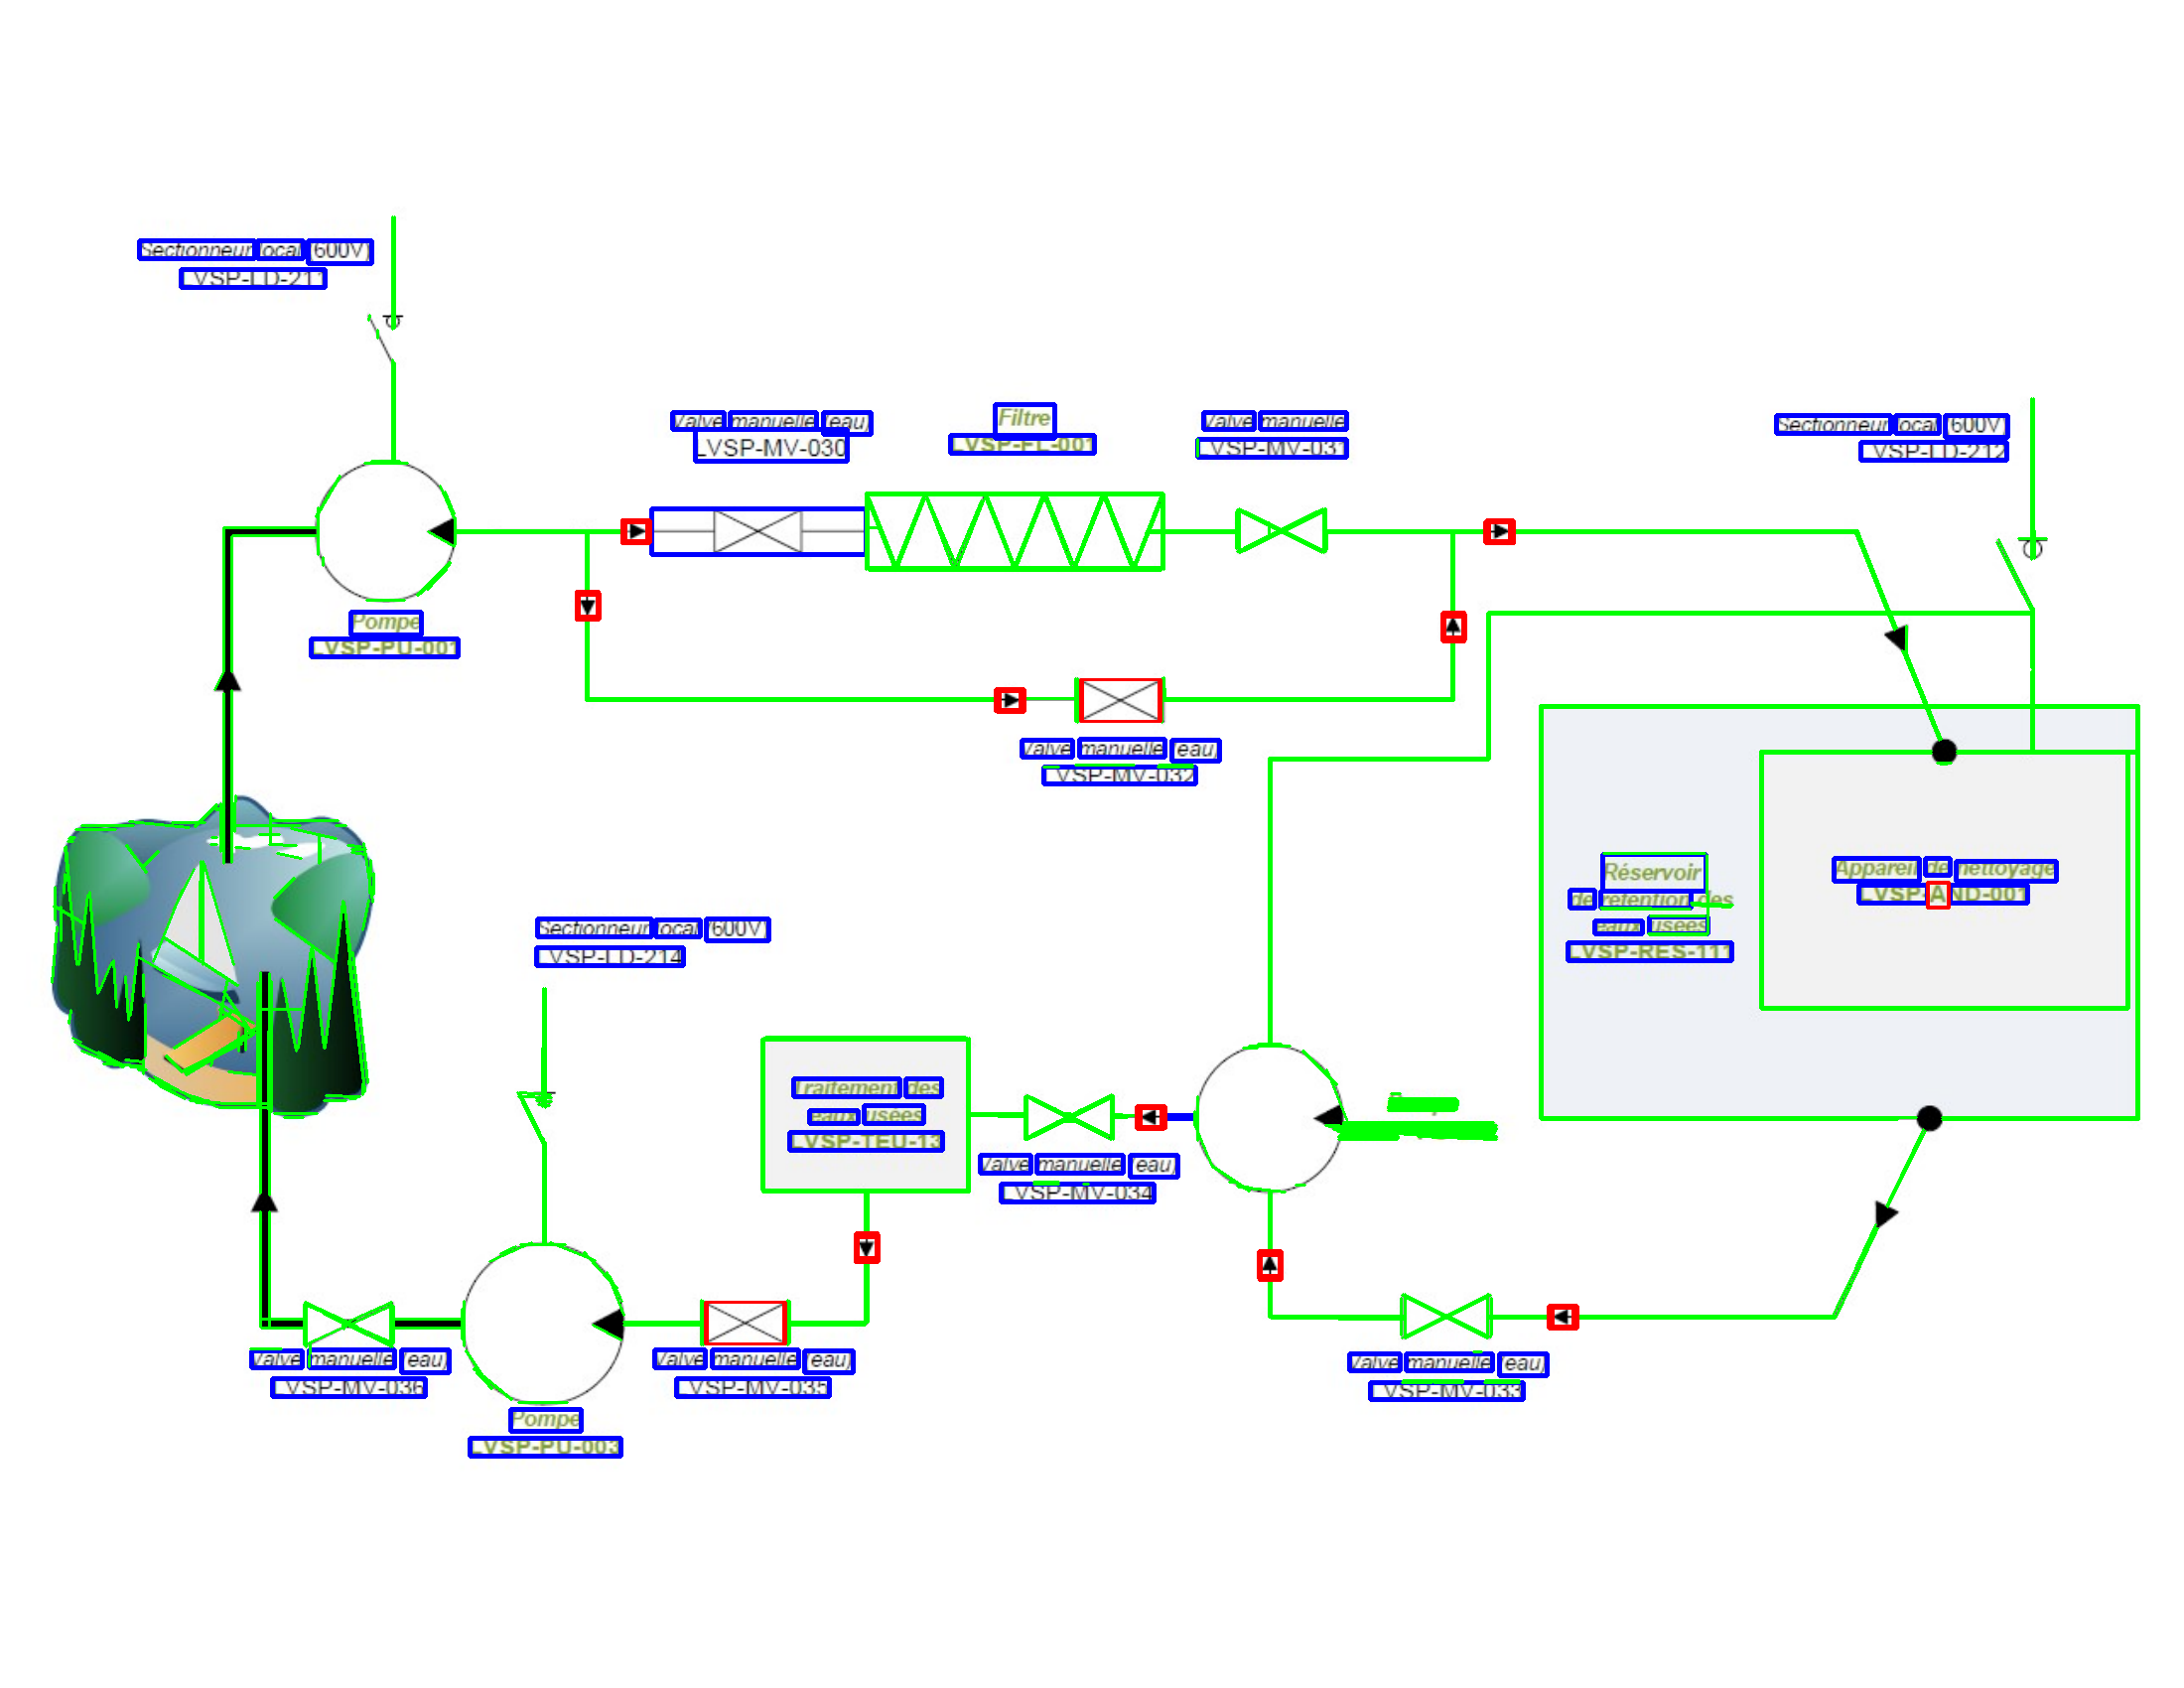 Sectionneur local (600V)
LVSP-LD-211
Valve manuelle (eau)
LVSP-MV-030
Filtre
LVSP-FL-001
Valve manuelle
LVSP-MV-031
Sectionneur local (600V)
LVSP-LD-212
Pompe
LVSP-PU-001
Valve manuelle (eau)
LVSP-MV-032
Réservoir
de rétention des
eaux usées
LVSP-RES-111
Appareil de nettoyage
LVSP-AND-001
Sectionneur local (600V)
LVSP-LD-214
Traitement des
eaux usées
LVSP-TEU-13
Valve manuelle (eau)
LVSP-MV-034
Valve manuelle (eau)
LVSP-MV-036
Valve manuelle (eau)
LVSP-MV-035
Valve manuelle (eau)
LVSP-MV-033
Pompe
LVSP-PU-003